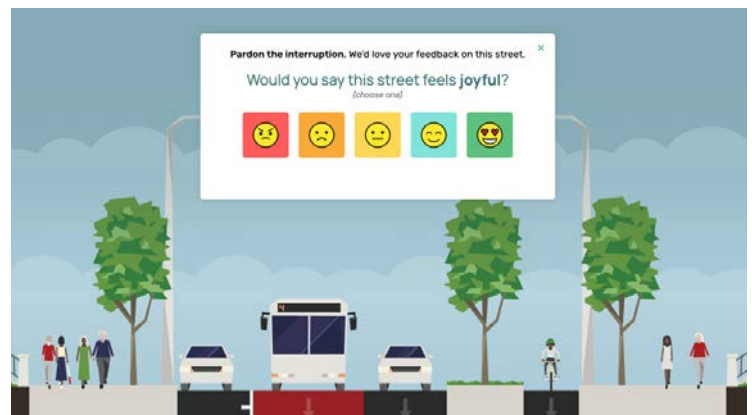 Pardon the interruption. We'd love your feedback on this street.
×
Would you say this street feels joyful?
(choose one)